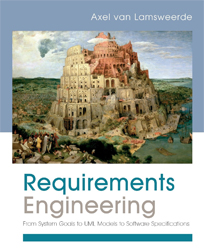 Axel van Lamsweerde
Requirements
Engineering
From System Goals to UML Models to Software Specifications